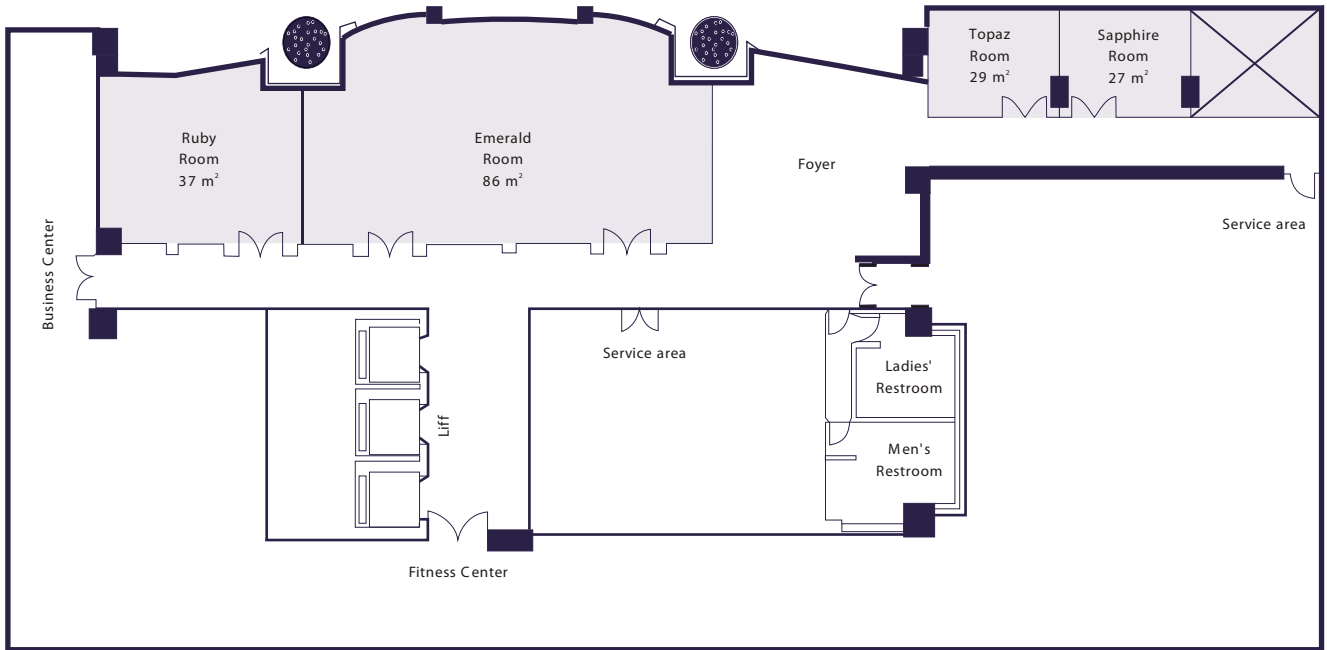 Topaz
Room
29 m²
Sapphire
Room
27 m²
Ruby
Room
37 m²
Emerald
Room
86 m²
Foyer
Service area
Business Center
Service area
Ladies'
Restroom
Liff
Men's
Restroom
Fitness Center